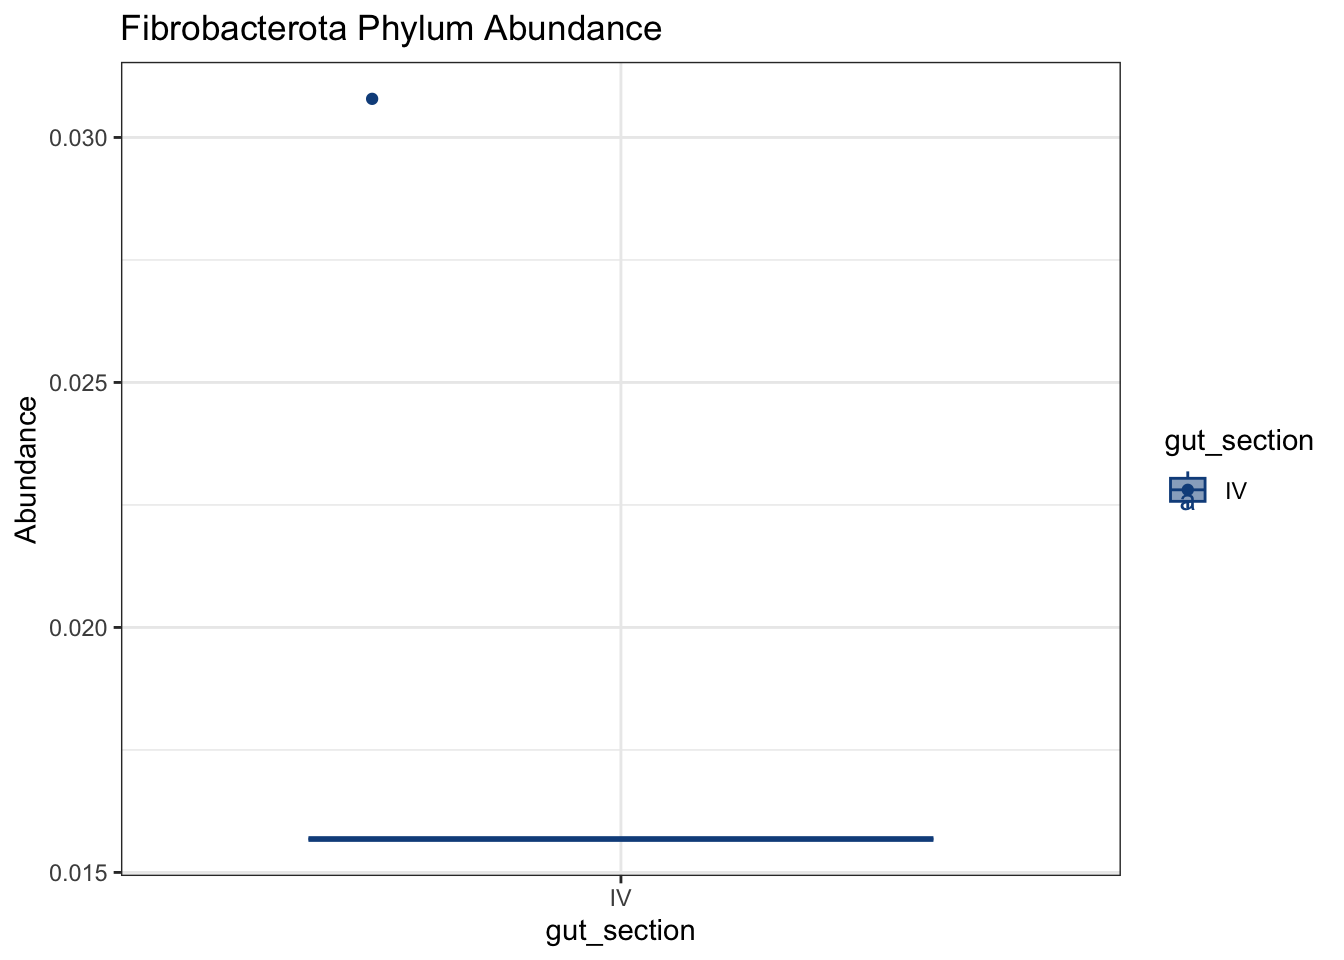 Fibrobacterota Phylum Abundance
0.030
0.025
0.020
0.015
Abundance
IV
gut_section
gut_section
a
IV